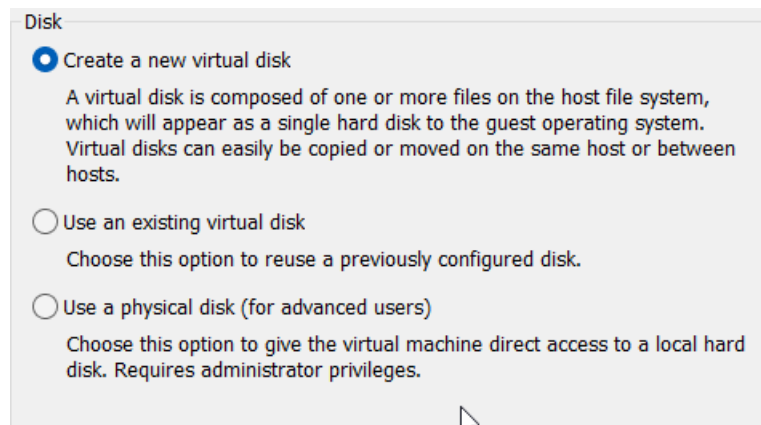 Disk
Create a new virtual disk
A virtual disk is composed of one or more files on the host file system,
which will appear as a single hard disk to the guest operating system.
Virtual disks can easily be copied or moved on the same host or between
hosts.
Use an existing virtual disk
Choose this option to reuse a previously configured disk.
Use a physical disk (for advanced users)
Choose this option to give the virtual machine direct access to a local hard
disk. Requires administrator privileges.